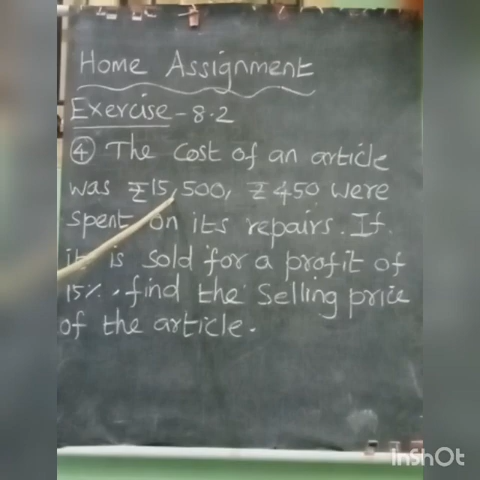 Home Assignment
Exercise - 8.2
④ The Cost of an article
was ₹15,500, ₹450 were
spent on its repairs. If
it is sold for a profit of
15%. find the Selling price
of the article.
InShOt